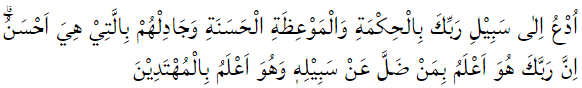 اُدْعُ اِلٰى سَبِيْلِ رَبِّكَ بِالْحِكْمَةِ وَالْمَوْعِظَةِ الْحَسَنَةِ وَجَادِلْهُمْ بِالَّتِيْ هِيَ اَحْسَنُۗ
اِنَّ رَبَّكَ هُوَ اَعْلَمُ بِمَنْ ضَلَّ عَنْ سَبِيْلِهٖ وَهُوَ اَعْلَمُ بِالْمُهْتَدِيْنَ